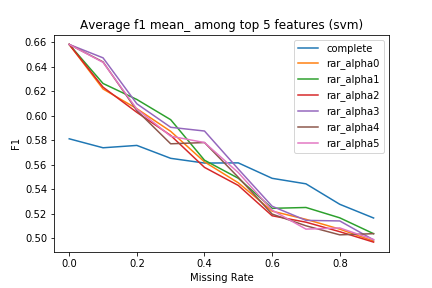 Average f1 mean_ among top 5 features (svm)
F1
0.66
0.64
0.62
0.60
0.58
0.56
0.54
0.52
0.50
complete
rar_alpha0
rar_alpha1
rar_alpha2
rar_alpha3
rar_alpha4
rar_alpha5
0.0 0.2 0.4 0.6 0.8
Missing Rate